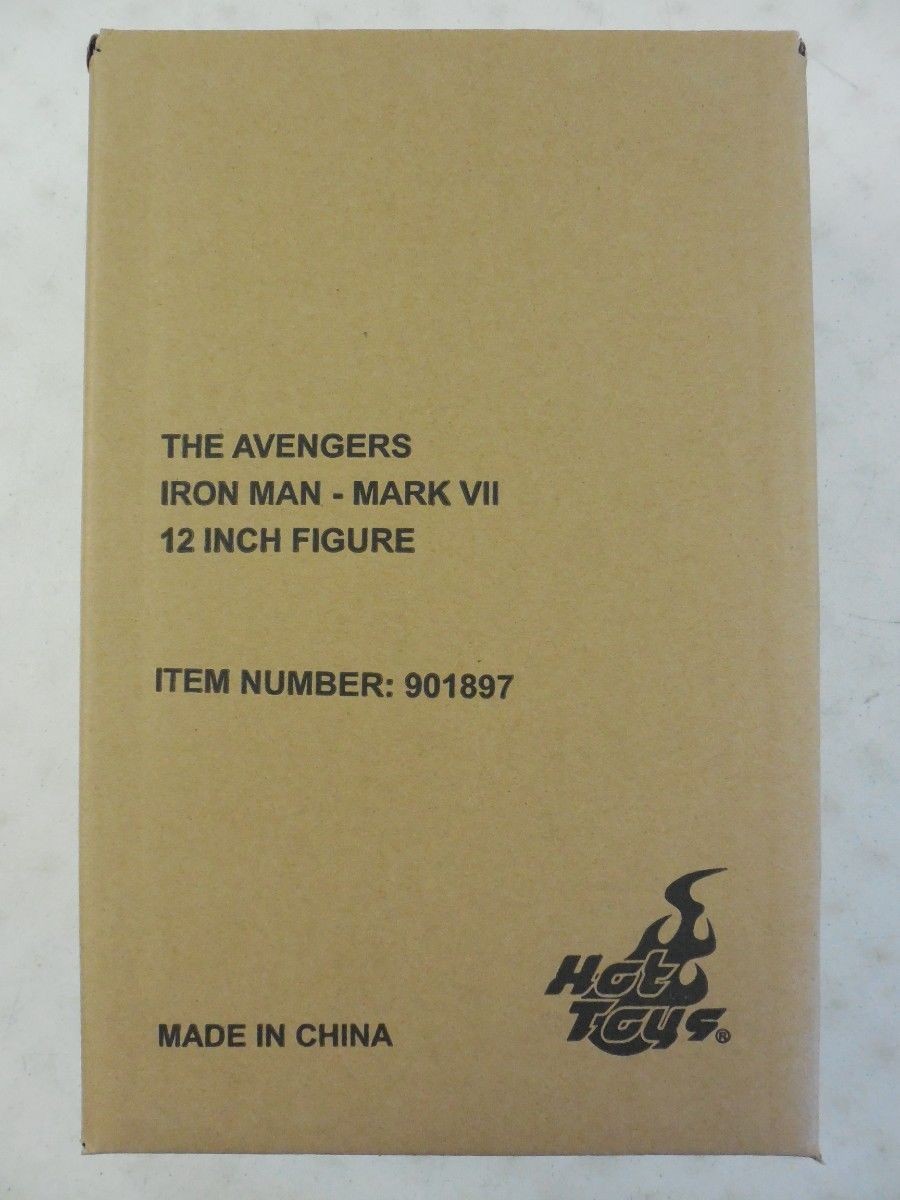 THE AVENGERS
IRON MAN - MARK VII
12 INCH FIGURE
ITEM NUMBER: 901897
Hot
Toys®
MADE IN CHINA